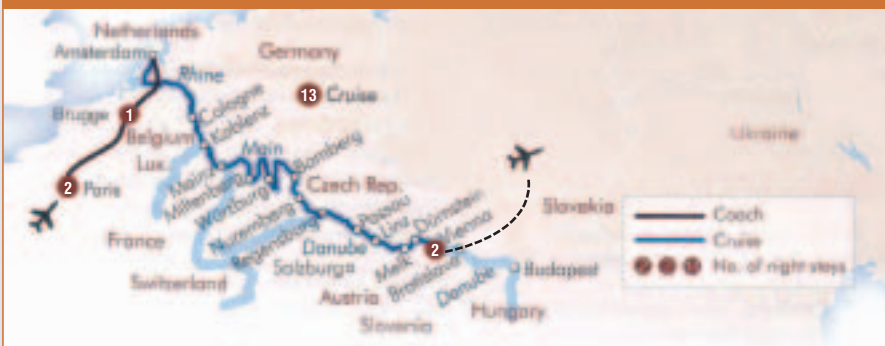 Netherlands
Amsterdam
Germany
Rhine
13 Cruise
Brugge 1
Cologne
Koblenz
Belgium
Lux.
Main
Bamberg
Ukraine
2 Paris
Mainz
Miltenberg
Wurzburg
Czech Rep.
Nuremberg
Regensburg
Passau
Linz
Dürnstein
Vienna
2
Slovakia
Coach
Cruise
No. of night stays
France
Danube
Salzburg
Melk
Bratislava
Danube
Budapest
Switzerland
Austria
Hungary
Slovenia